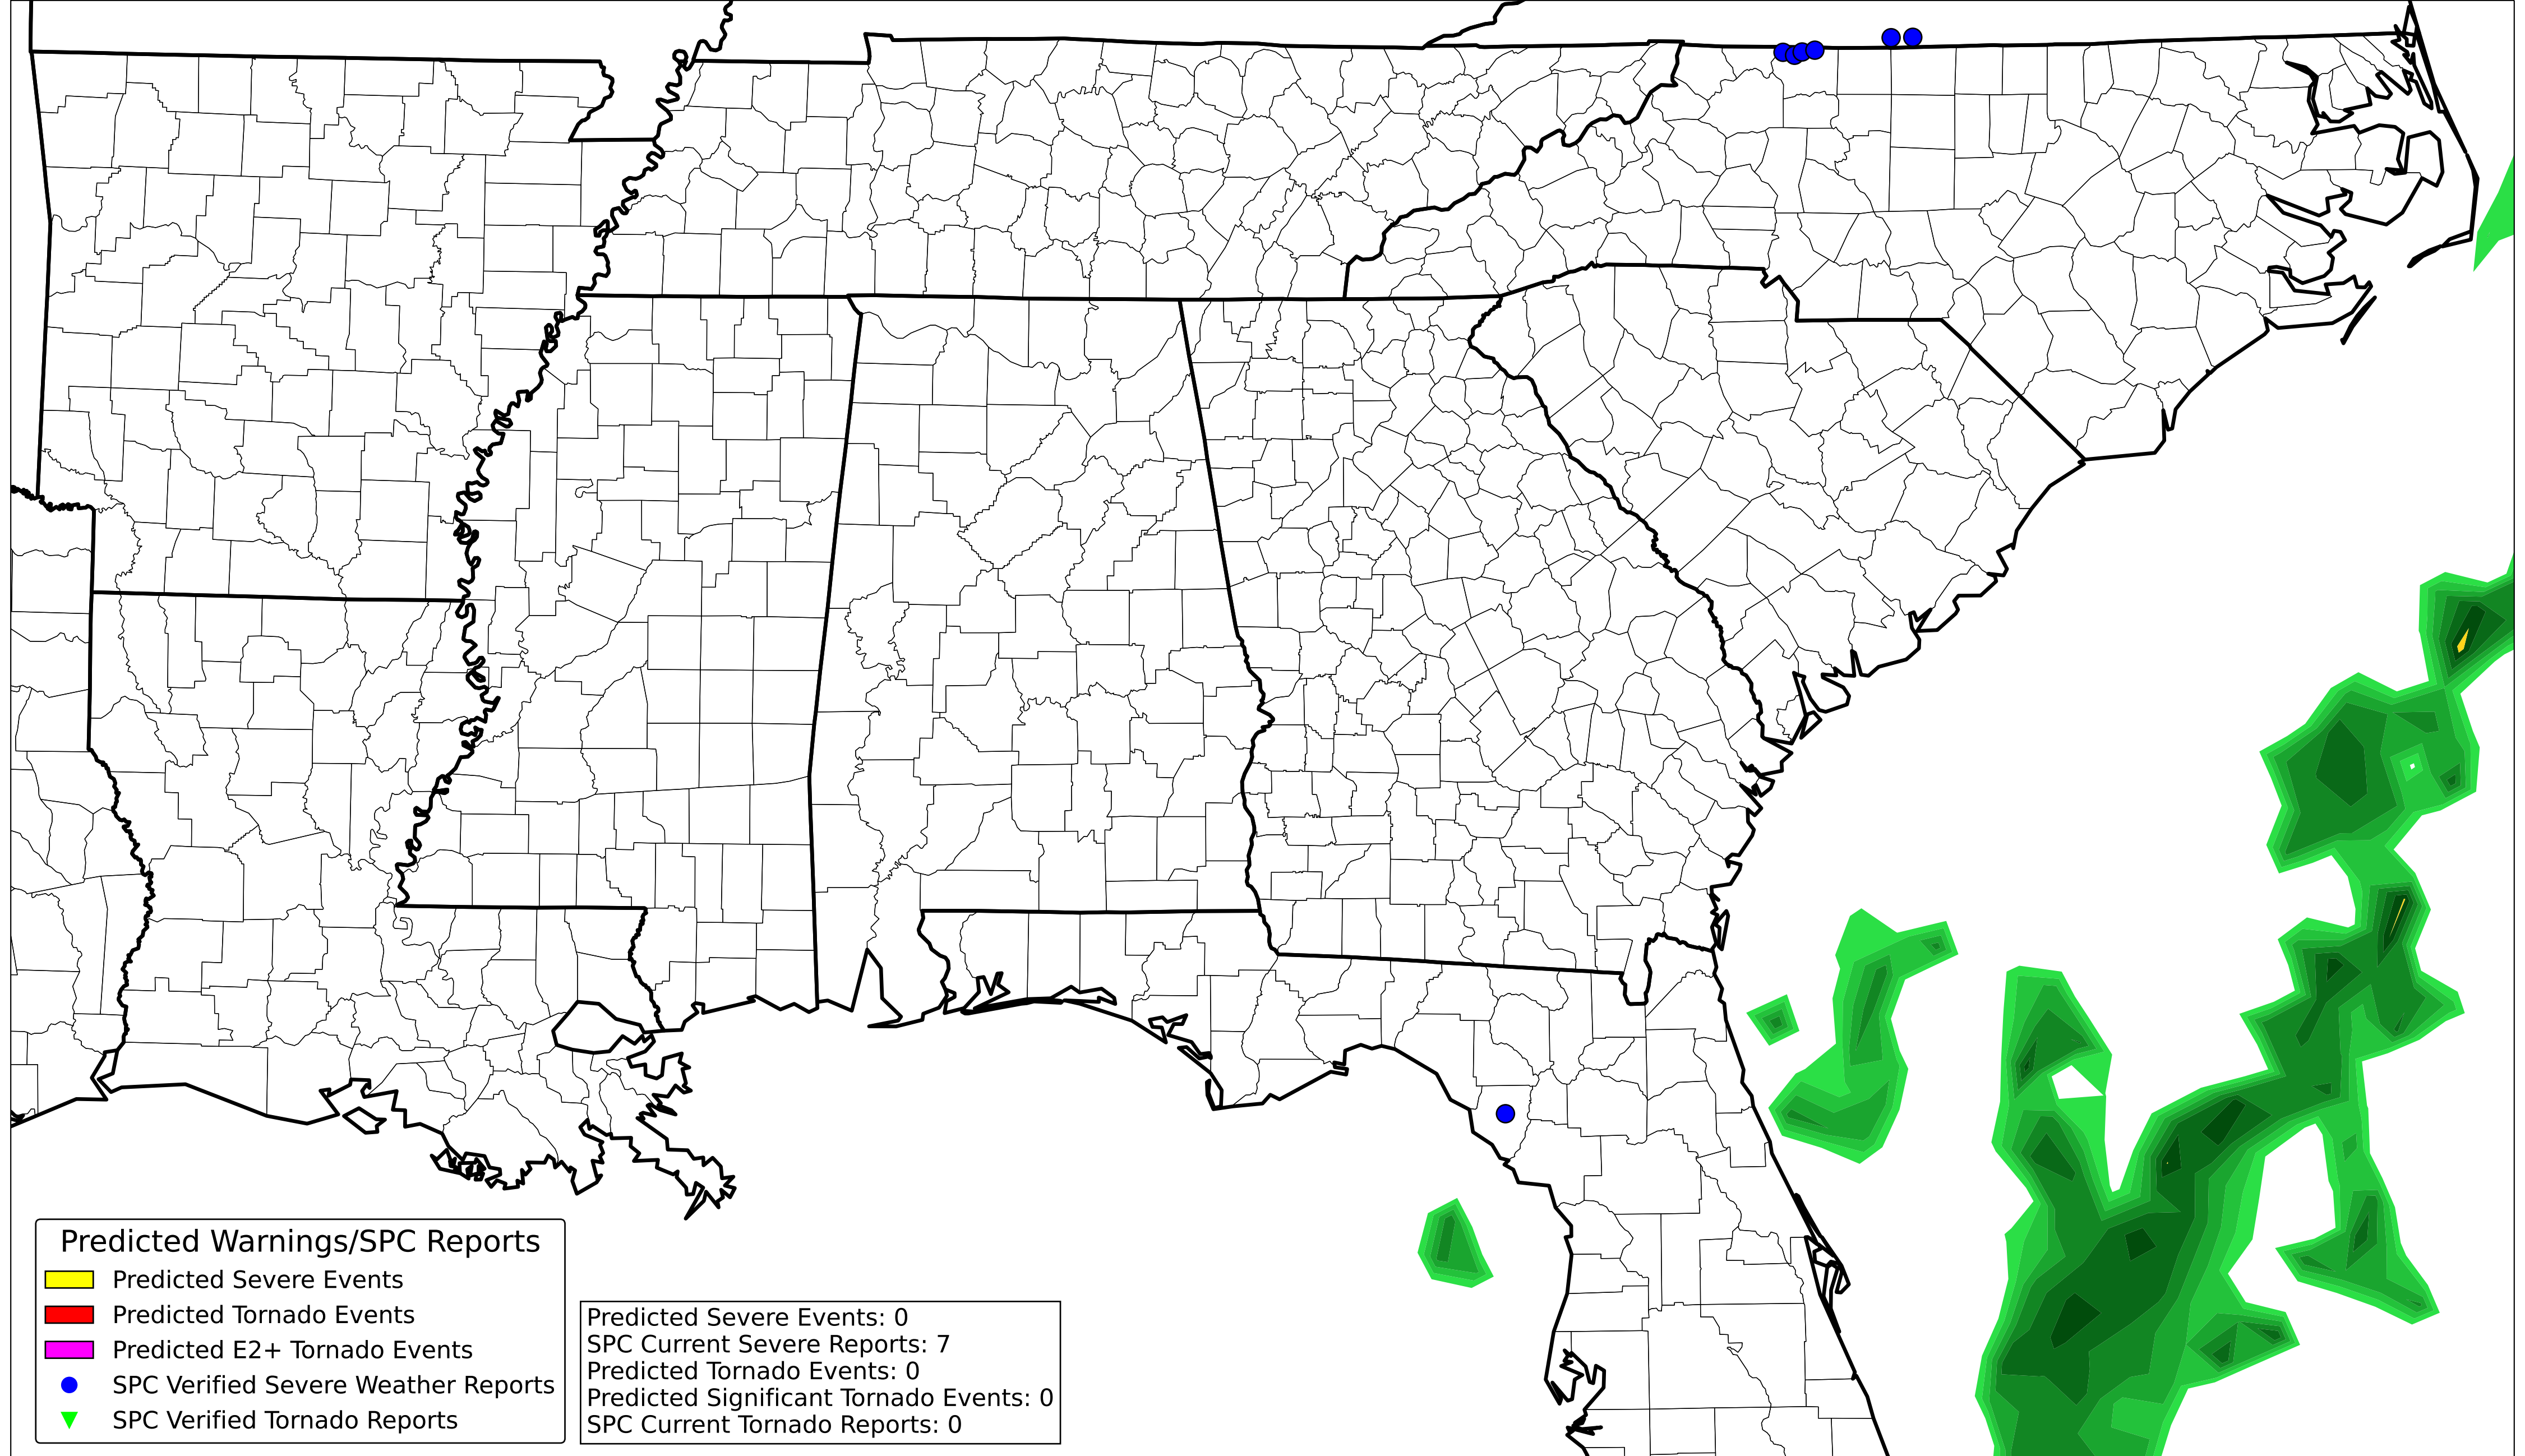 Predicted Warnings/SPC Reports
Predicted Severe Events
Predicted Tornado Events
Predicted E2+ Tornado Events
SPC Verified Severe Weather Reports
SPC Verified Tornado Reports
Predicted Severe Events: 0
SPC Current Severe Reports: 7
Predicted Tornado Events: 0
Predicted Significant Tornado Events: 0
SPC Current Tornado Reports: 0